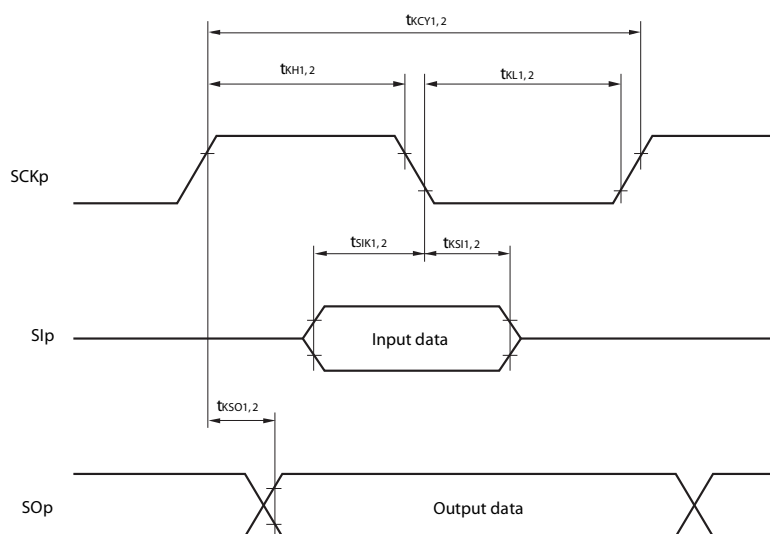 tKCY1, 2
tKH1, 2
tKL1, 2
SCKp
tSIK1, 2
tKSI1, 2
SIp
Input data
tKSO1, 2
SOp
Output data